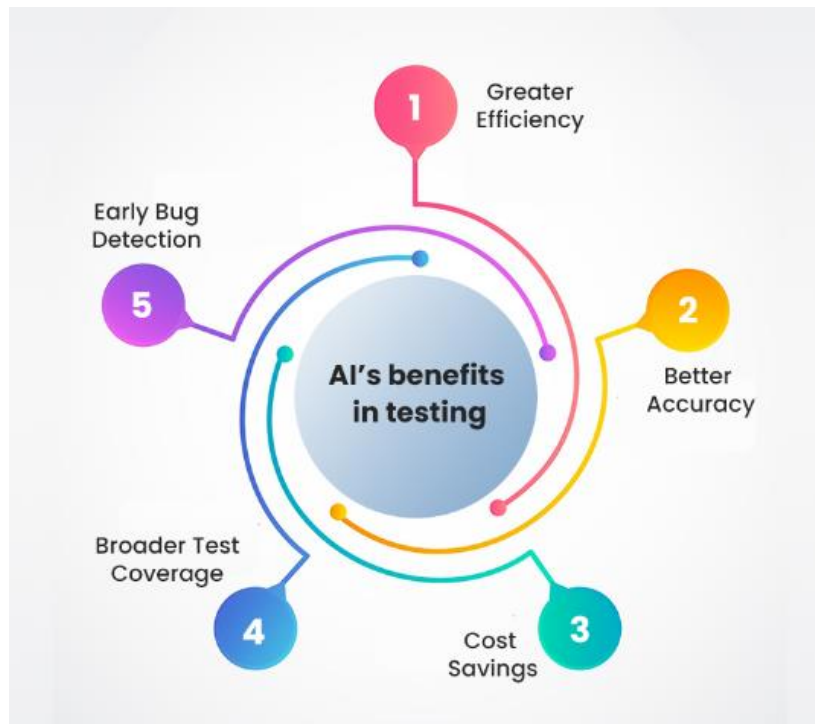 1
Greater
Efficiency
2
Better
Accuracy
3
Cost
Savings
4
Broader Test
Coverage
5
Early Bug
Detection
AI's benefits
in testing